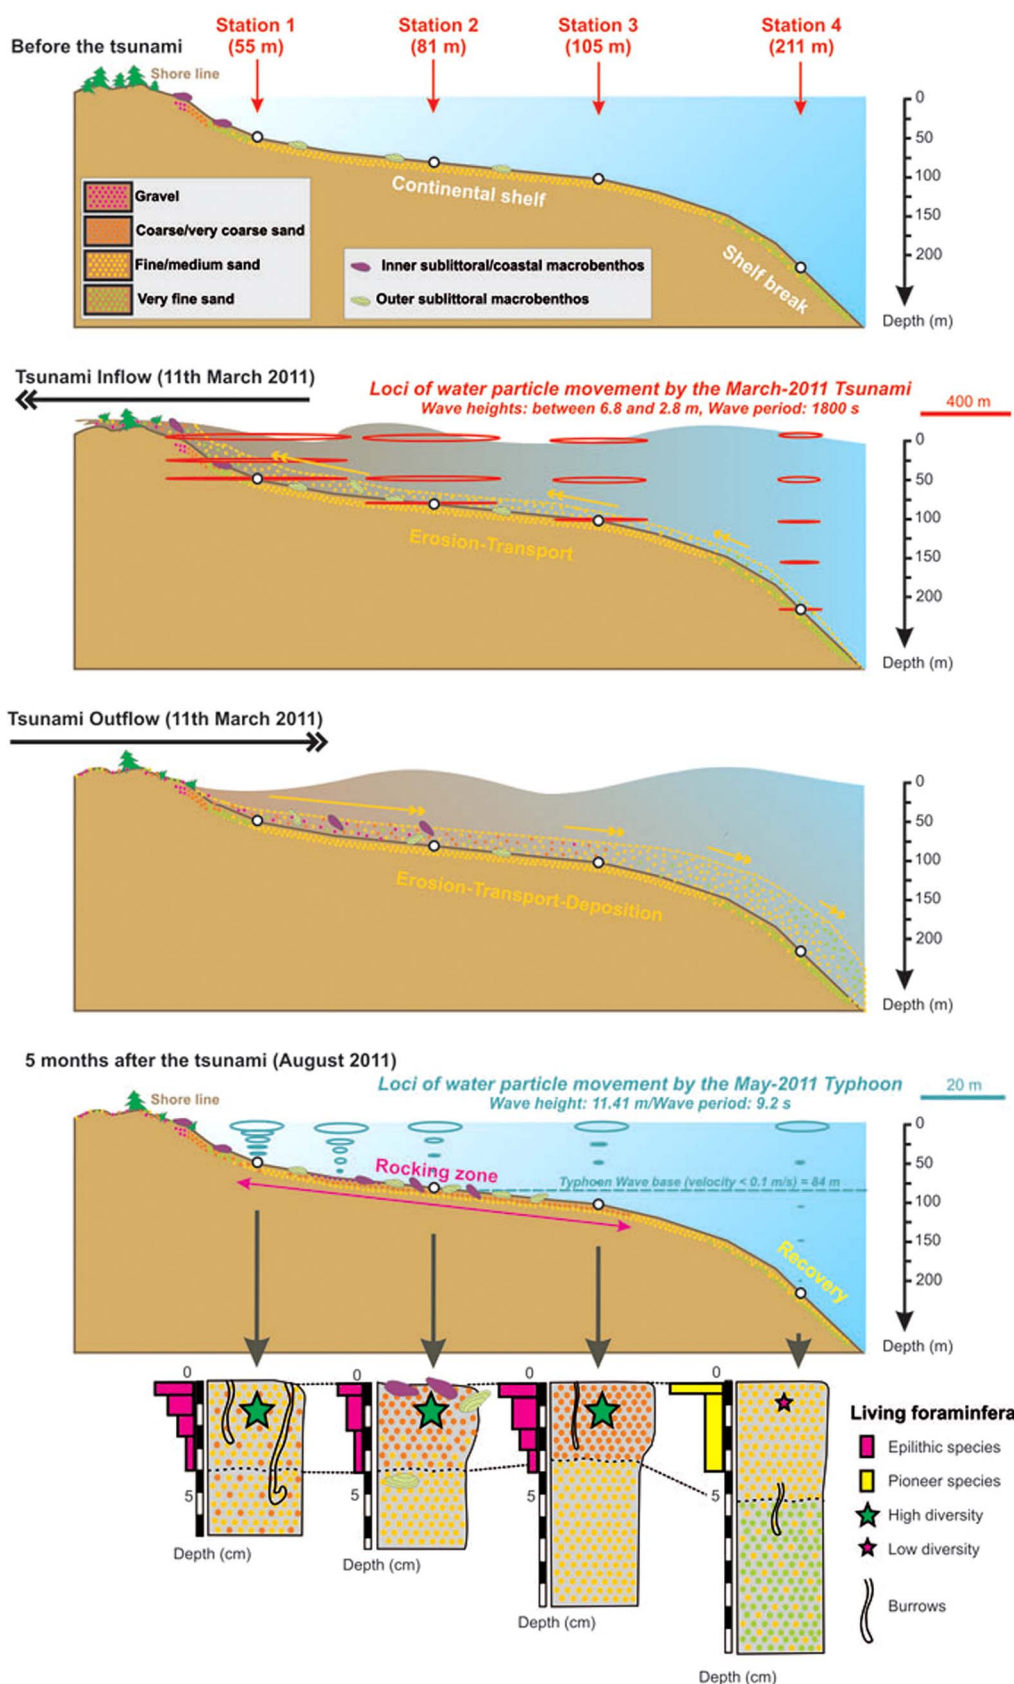 Before the tsunami
Station 1
(55 m)
Station 2
(81 m)
Station 3
(105 m)
Station 4
(211 m)
Shore line
0
50
100
150
200
Depth (m)
Continental shelf
Shelf break
Gravel
Coarse/very coarse sand
Fine/medium sand
Very fine sand
Inner sublittoral/coastal macrobenthos
Outer sublittoral macrobenthos
Tsunami Inflow (11th March 2011)
Loci of water particle movement by the March-2011 Tsunami
Wave heights: between 6.8 and 2.8 m, Wave period: 1800 s
400 m
0
50
100
150
200
Depth (m)
Erosion-Transport
Tsunami Outflow (11th March 2011)
0
50
100
150
200
Depth (m)
Erosion-Transport-Deposition
5 months after the tsunami (August 2011)
Loci of water particle movement by the May-2011 Typhoon
Wave height: 11.41 m/Wave period: 9.2 s
20 m
Shore line
Rocking zone
Typhoon Wave base (velocity < 0.1 m/s) = 84 m
Recovery
0
50
100
150
200
Depth (m)
0
5
Depth (cm)
0
5
Depth (cm)
0
5
Depth (cm)
0
5
Depth (cm)
Living foraminfera
Epilithic species
Pioneer species
High diversity
Low diversity
Burrows